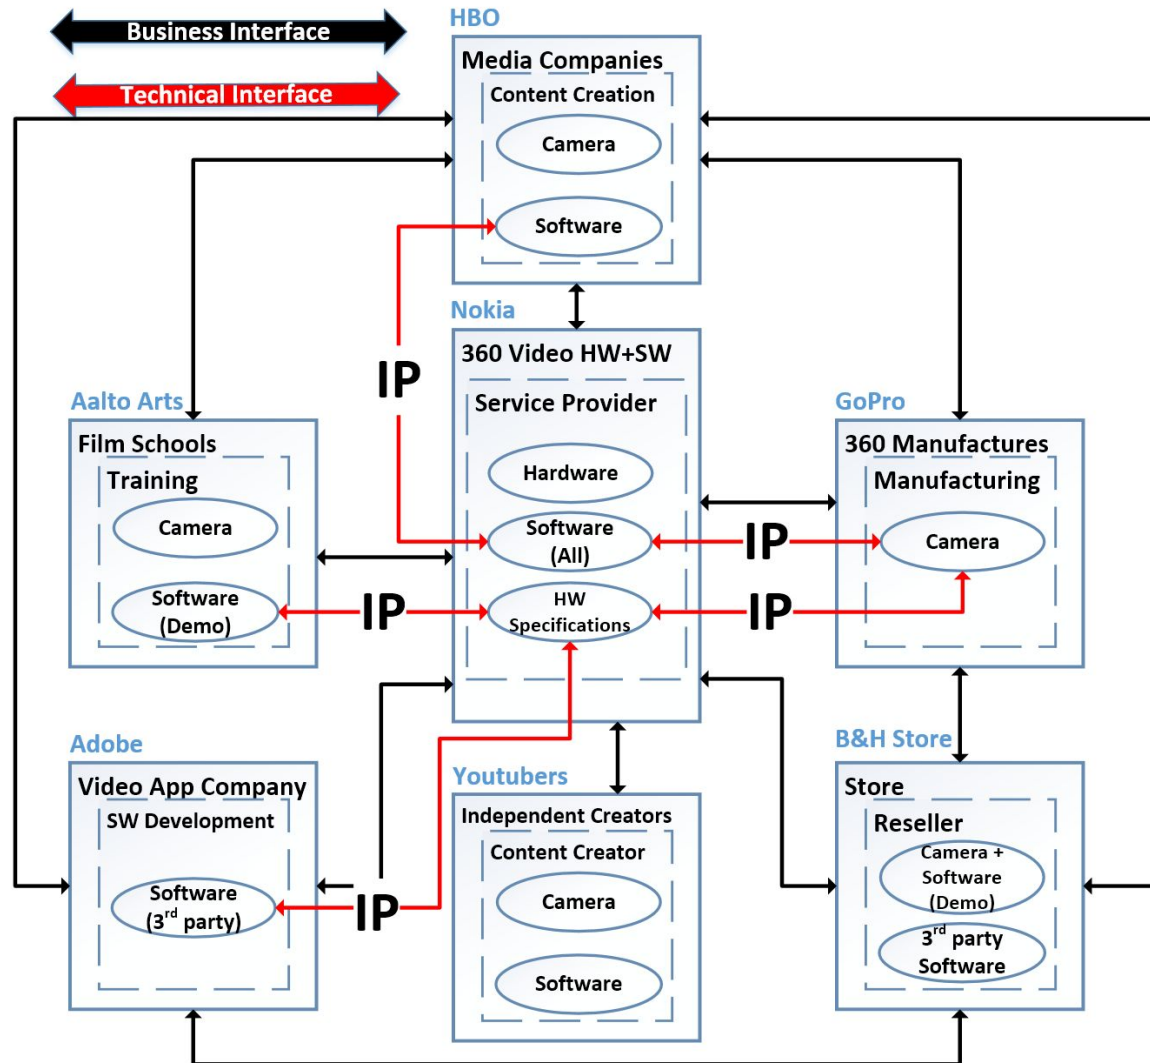 Business Interface
Technical Interface
HBO
Media Companies
Content Creation
Camera
Software
IP
Nokia
360 Video HW+SW
Service Provider
Hardware
Software
(All)
HW
Specifications
Aalto Arts
Film Schools
Training
Camera
Software
(Demo)
IP
GoPro
360 Manufactures
Manufacturing
Camera
IP
IP
Adobe
Video App Company
SW Development
Software
(3rd party)
IP
Youtubers
Independent Creators
Content Creator
Camera
Software
B&H Store
Store
Reseller
Camera +
Software
(Demo)
3rd party
Software